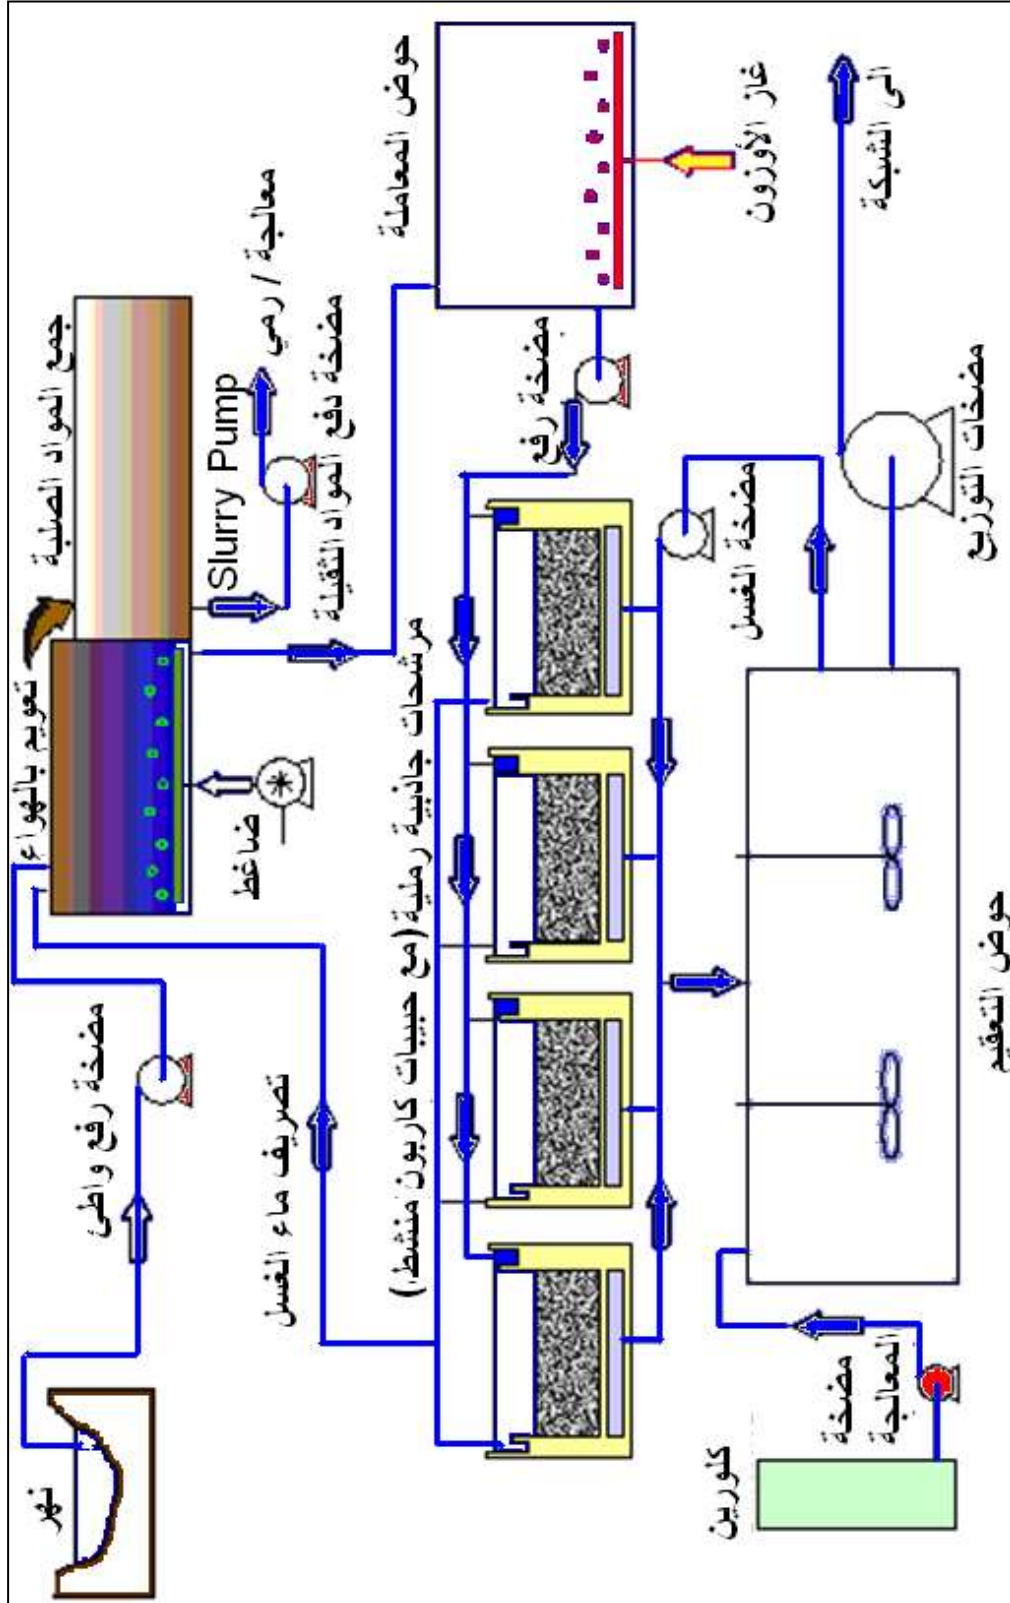 نهر
مضخة رفع واطئ
تعويم بالهواء
جمع المواد الصلبة
ضاغط
Slurry Pump
مضخة دفع المواد الثقيلة
معالجة / رمي
حوض المعاملة
غاز الأوزون
مضخة رفع
تصريف ماء الغسل
مرشحات جاذبية رملية (مع حبيبات كاربون منشط)
مضخة الغسل
كلورين
مضخة
المعالجة
حوض التعقيم
مضخات التوزيع
الى الشبكة